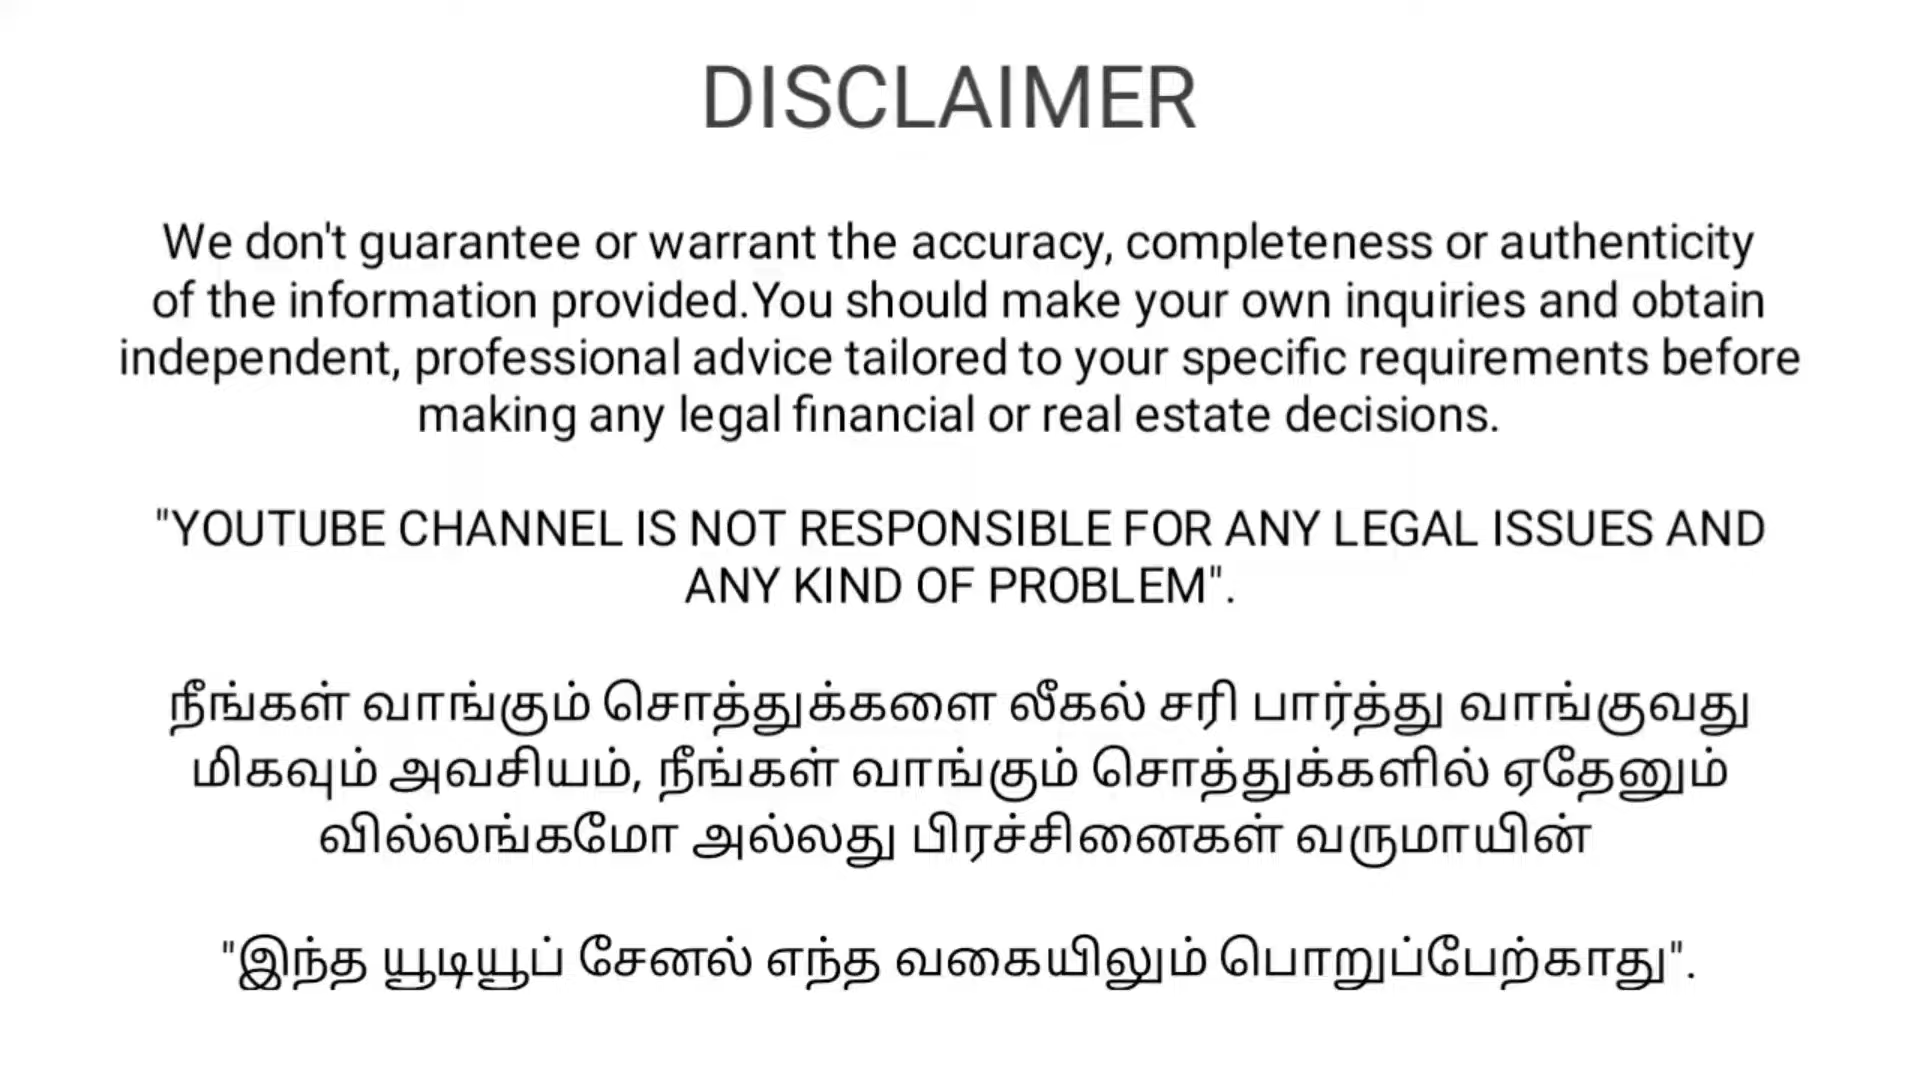 DISCLAIMER
We don't guarantee or warrant the accuracy, completeness or authenticity
of the information provided.You should make your own inquiries and obtain
independent, professional advice tailored to your specific requirements before
making any legal financial or real estate decisions.
"YOUTUBE CHANNEL IS NOT RESPONSIBLE FOR ANY LEGAL ISSUES AND
ANY KIND OF PROBLEM".
நீங்கள் வாங்கும் சொத்துக்களை லீகல் சரி பார்த்து வாங்குவது
மிகவும் அவசியம், நீங்கள் வாங்கும் சொத்துக்களில் ஏதேனும்
வில்லங்கமோ அல்லது பிரச்சினைகள் வருமாயின்
"இந்த யூடியூப் சேனல் எந்த வகையிலும் பொறுப்பேற்காது".